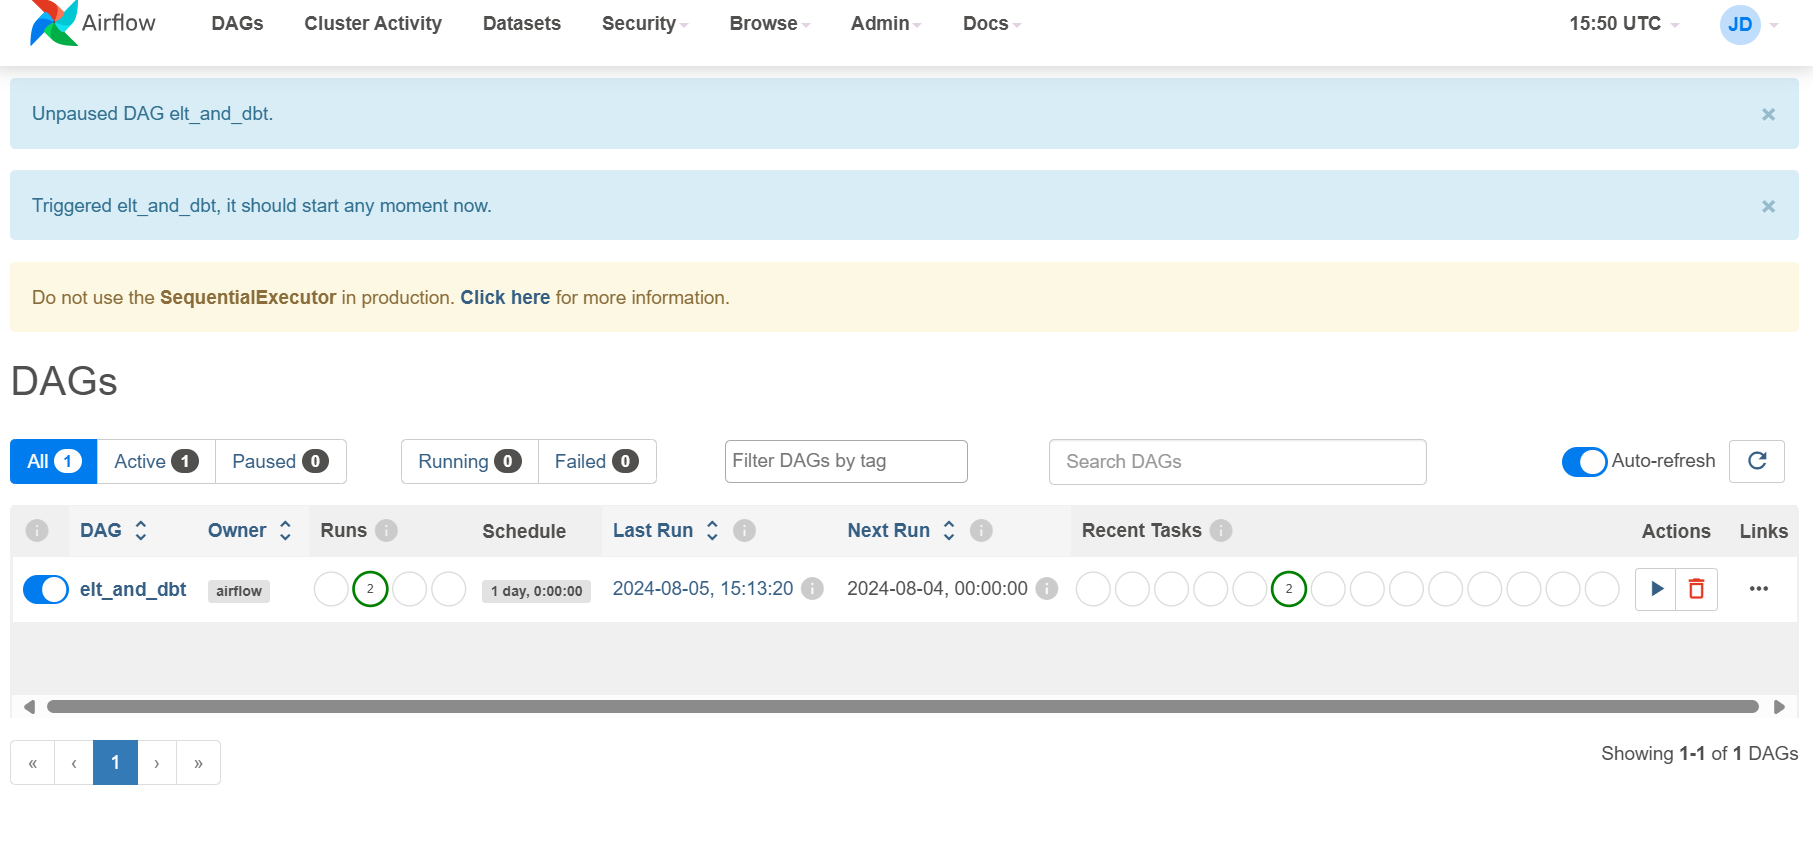 Airflow DAGs Cluster Activity Datasets Security Browse Admin Docs 15:50 UTC JD
Unpaused DAG elt_and_dbt. ×
Triggered elt_and_dbt, it should start any moment now. ×
Do not use the SequentialExecutor in production. Click here for more information.
DAGs
All 1 Active 1 Paused 0 Running 0 Failed 0 Filter DAGs by tag Search DAGs Auto-refresh
i DAG Owner Runs i Schedule Last Run i Next Run i Recent Tasks i Actions Links
elt_and_dbt airflow 2 1 day, 0:00:00 2024-08-05, 15:13:20 i 2024-08-04, 00:00:00 i 2 •••
« ‹ 1 › » Showing 1-1 of 1 DAGs